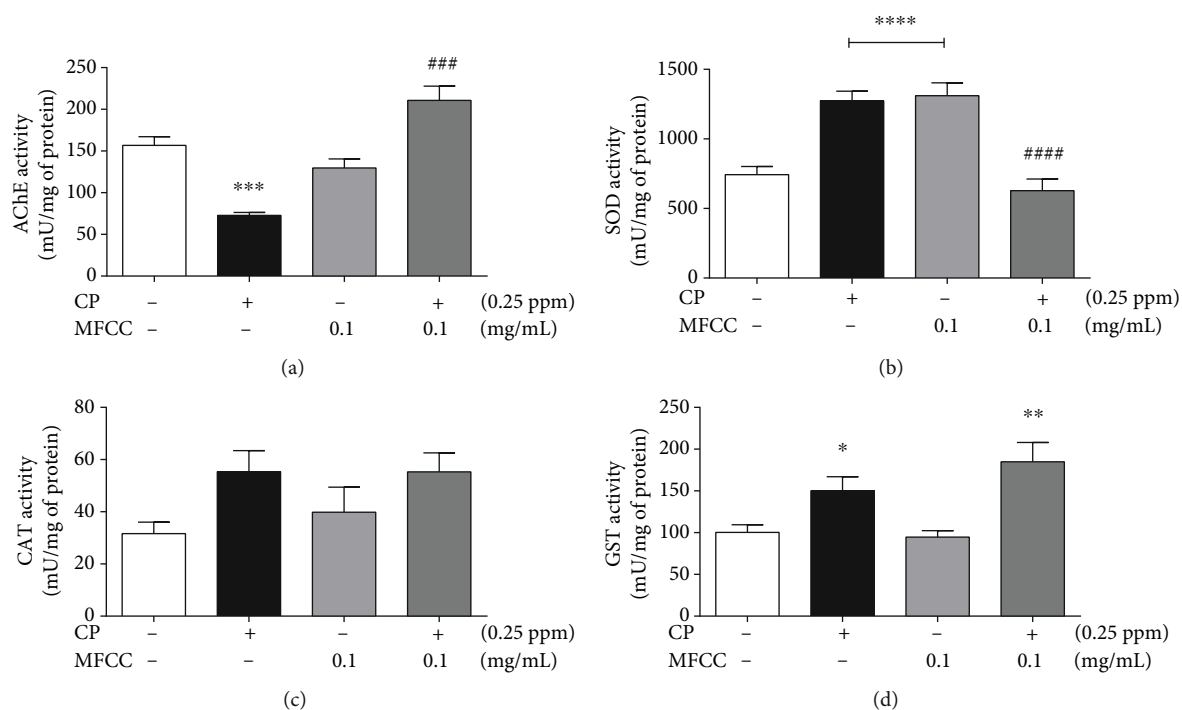 AChE activity
(mU/mg of protein)
250
200
150
100
50
0
***
###
CP – + – + (0.25 ppm)
MFCC – – 0.1 0.1 (mg/mL)
(a)
SOD activity
(mU/mg of protein)
1500
1000
500
0
****
####
CP – + – + (0.25 ppm)
MFCC – – 0.1 0.1 (mg/mL)
(b)
CAT activity
(mU/mg of protein)
80
60
40
20
0
CP – + – + (0.25 ppm)
MFCC – – 0.1 0.1 (mg/mL)
(c)
GST activity
(mU/mg of protein)
250
200
150
100
50
0
*
**
CP – + – + (0.25 ppm)
MFCC – – 0.1 0.1 (mg/mL)
(d)